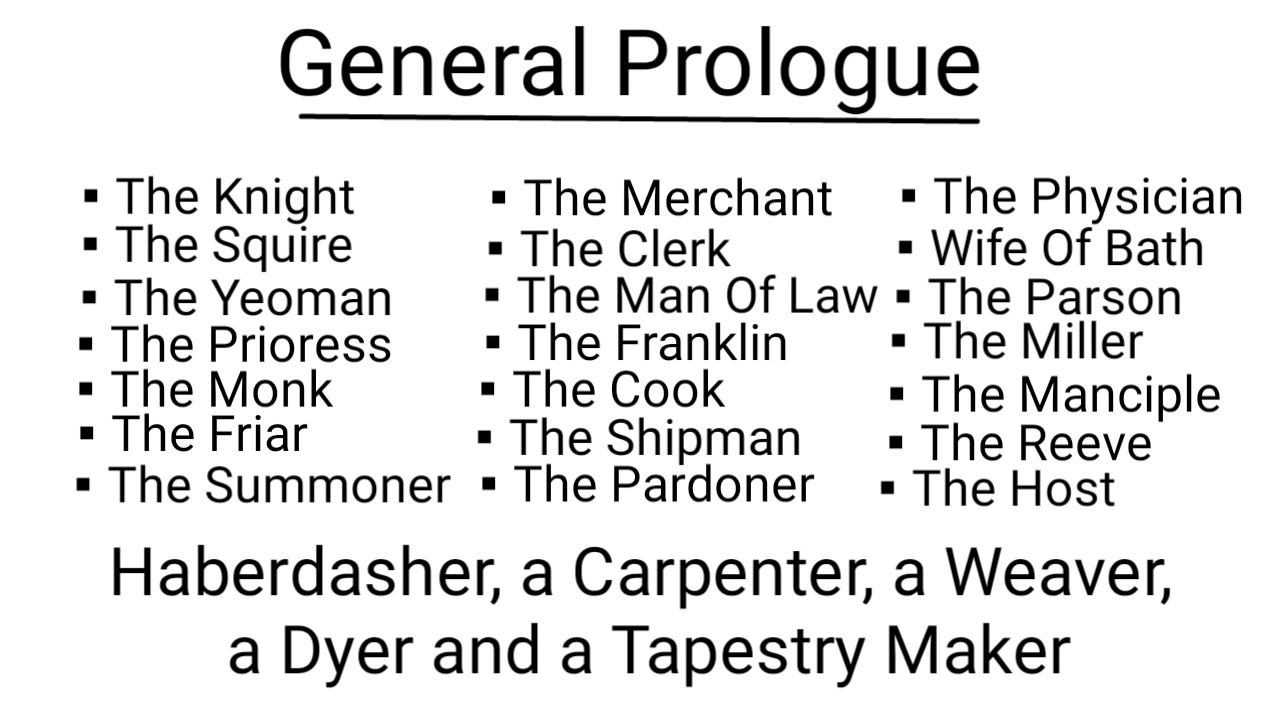 General Prologue
▪ The Knight
▪ The Squire
▪ The Yeoman
▪ The Prioress
▪ The Monk
▪ The Friar
▪ The Summoner
▪ The Merchant
▪ The Clerk
▪ The Man Of Law
▪ The Franklin
▪ The Cook
▪ The Shipman
▪ The Pardoner
▪ The Physician
▪ Wife Of Bath
▪ The Parson
▪ The Miller
▪ The Manciple
▪ The Reeve
▪ The Host
Haberdasher, a Carpenter, a Weaver,
a Dyer and a Tapestry Maker